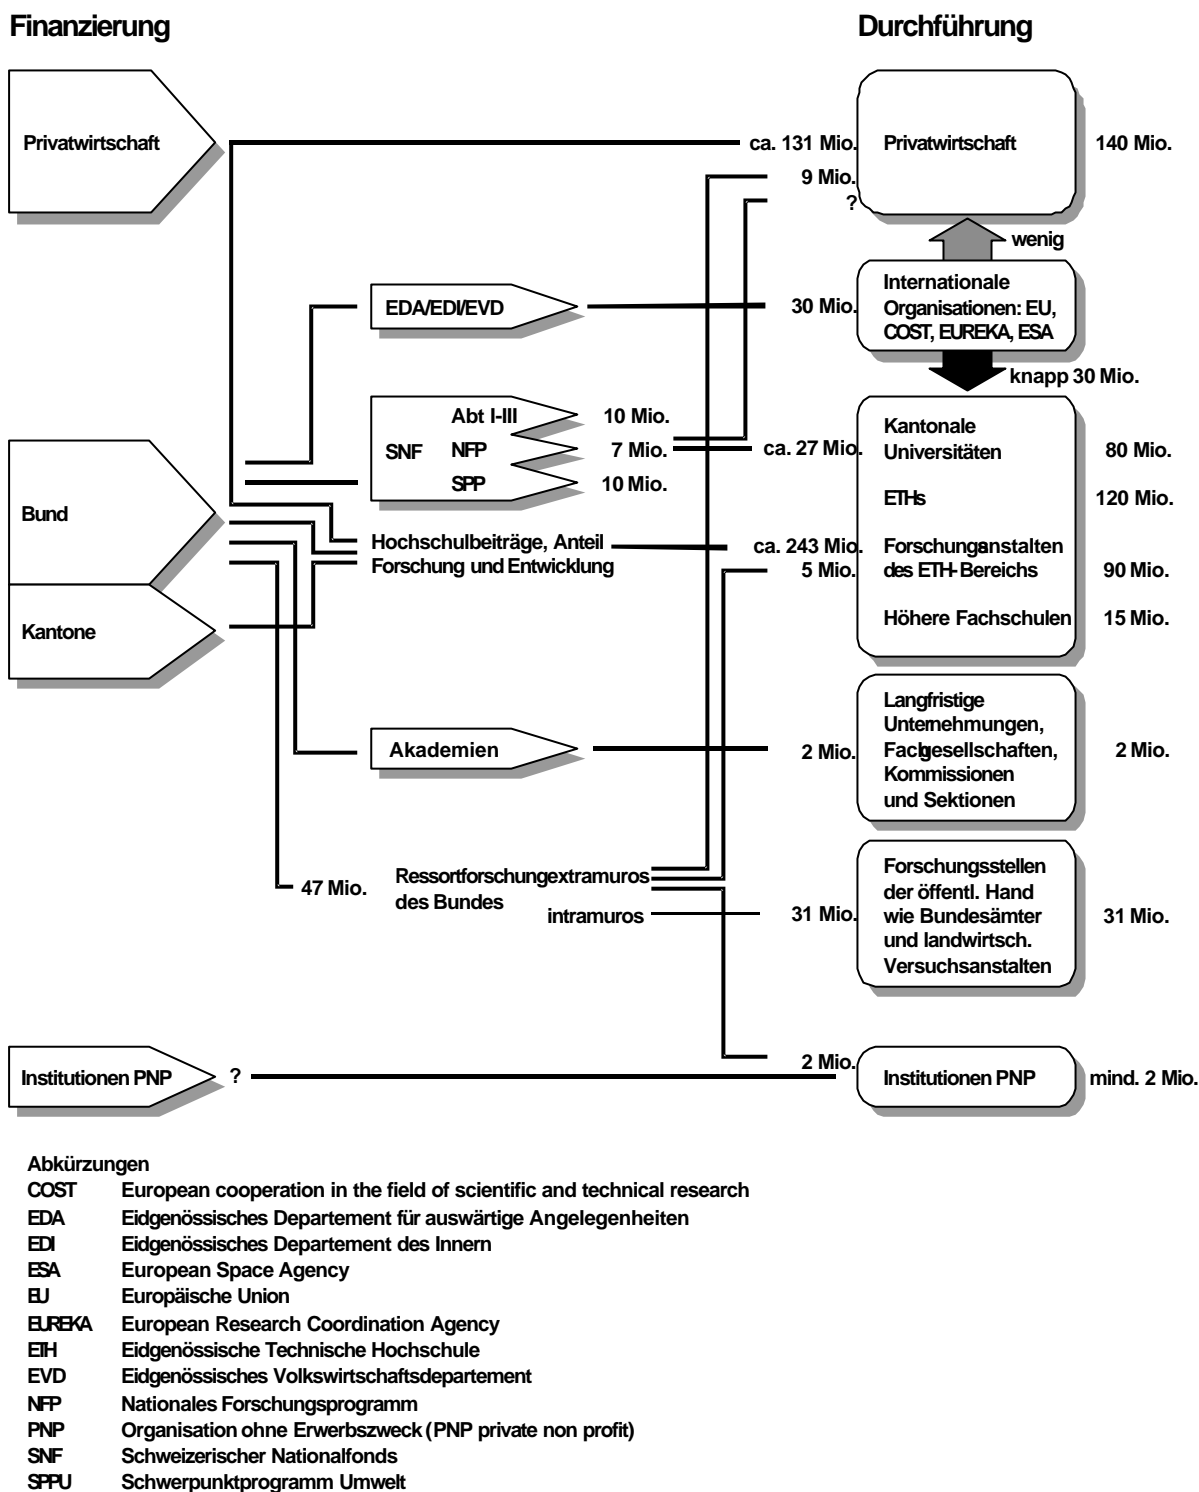 Finanzierung
Durchführung
Privatwirtschaft
ca. 131 Mio.
Privatwirtschaft
140 Mio.
9 Mio.
?
wenig
EDA/EDI/EVD
30 Mio.
Internationale
Organisationen: EU,
COST, EUREKA, ESA
knapp 30 Mio.
Bund
SNF
Abt I-III
10 Mio.
NFP
7 Mio.
SPP
10 Mio.
ca. 27 Mio.
Kantonale
Universitäten
80 Mio.
ETHs
120 Mio.
Hochschulbeiträge, Anteil
Forschung und Entwicklung
ca. 243 Mio.
5 Mio.
Forschungsanstalten
des ETH-Bereichs
90 Mio.
Höhere Fachschulen
15 Mio.
Kantone
Akademien
2 Mio.
Langfristige
Unternehmungen,
Fachgesellschaften,
Kommissionen
und Sektionen
2 Mio.
47 Mio.
Ressortforschung extramuros
des Bundes
intramuros
31 Mio.
Forschungsstellen
der öffentl. Hand
wie Bundesämter
und landwirtsch.
Versuchsanstalten
31 Mio.
Institutionen PNP
?
2 Mio.
Institutionen PNP
mind. 2 Mio.
Abkürzungen
COST European cooperation in the field of scientific and technical research
EDA Eidgenössisches Departement für auswärtige Angelegenheiten
EDI Eidgenössisches Departement des Innern
ESA European Space Agency
EU Europäische Union
EUREKA European Research Coordination Agency
ETH Eidgenössische Technische Hochschule
EVD Eidgenössisches Volkswirtschaftsdepartement
NFP Nationales Forschungsprogramm
PNP Organisation ohne Erwerbszweck (PNP private non profit)
SNF Schweizerischer Nationalfonds
SPPU Schwerpunktprogramm Umwelt